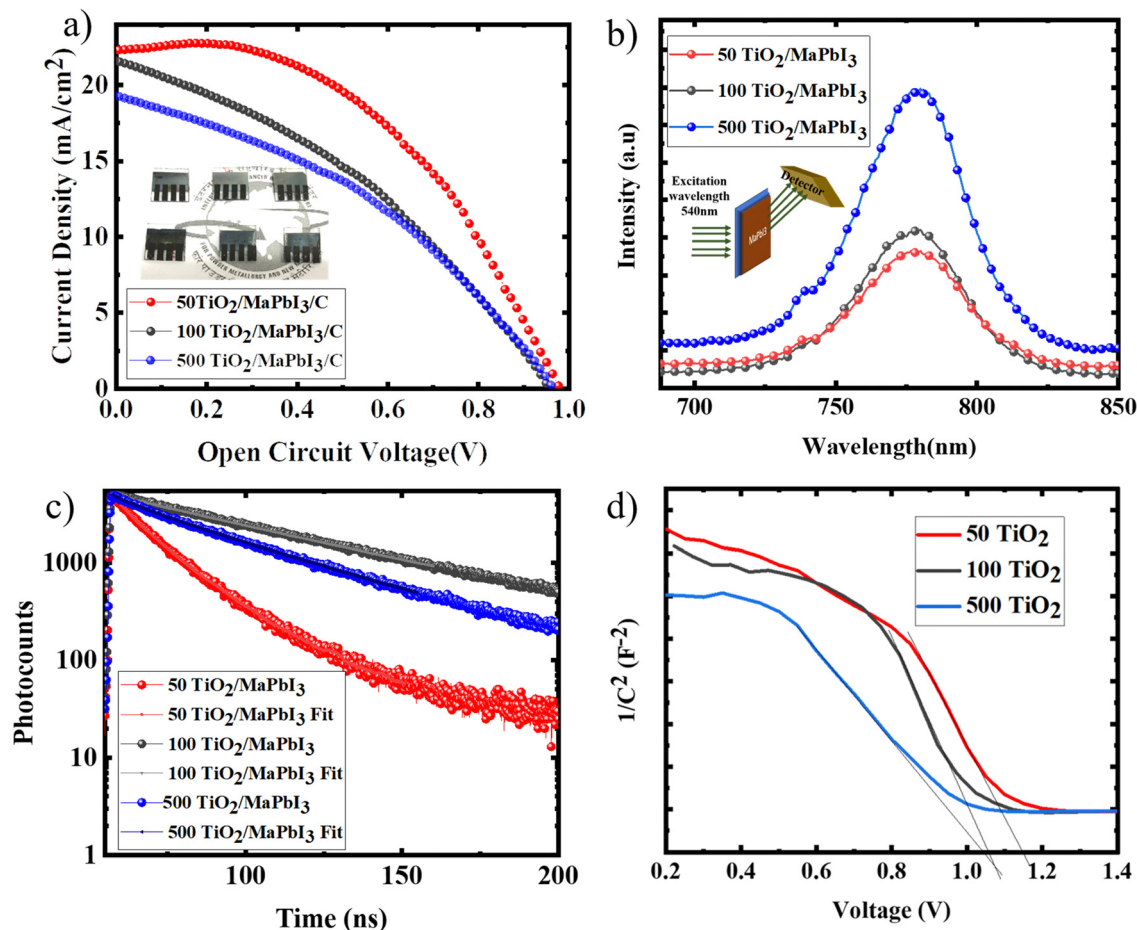 a)
Current Density (mA/cm²)
20
15
10
5
0
0.0 0.2 0.4 0.6 0.8 1.0
Open Circuit Voltage(V)
FOR POWDER METALLURGY AND NEW
50TiO₂/MaPbI₃/C
100 TiO₂/MaPbI₃/C
500 TiO₂/MaPbI₃/C
b)
Intensity (a.u)
50 TiO₂/MaPbI₃
100 TiO₂/MaPbI₃
500 TiO₂/MaPbI₃
Excitation
wavelength
540nm
MaPbI3
Detector
700 750 800 850
Wavelength(nm)
c)
Photocounts
1000
100
10
1
50 TiO₂/MaPbI₃
50 TiO₂/MaPbI₃ Fit
100 TiO₂/MaPbI₃
100 TiO₂/MaPbI₃ Fit
500 TiO₂/MaPbI₃
500 TiO₂/MaPbI₃ Fit
100 150 200
Time (ns)
d)
1/C² (F⁻²)
50 TiO₂
100 TiO₂
500 TiO₂
0.2 0.4 0.6 0.8 1.0 1.2 1.4
Voltage (V)